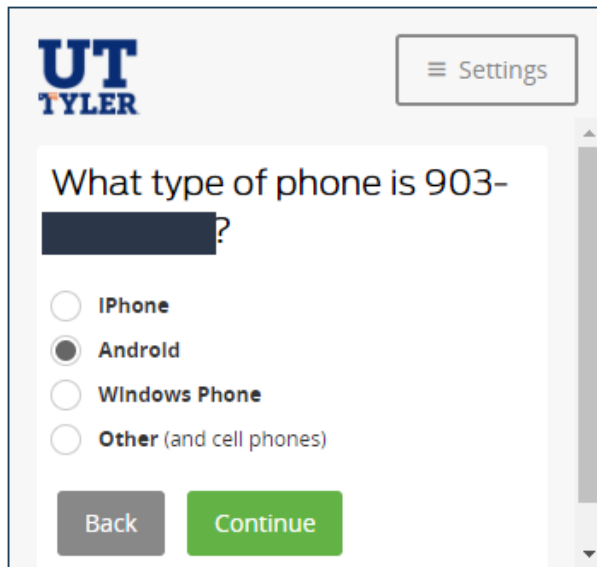 UT
TYLER
≡ Settings
What type of phone is 903-
?
IPhone
Android
Windows Phone
Other (and cell phones)
Back
Continue